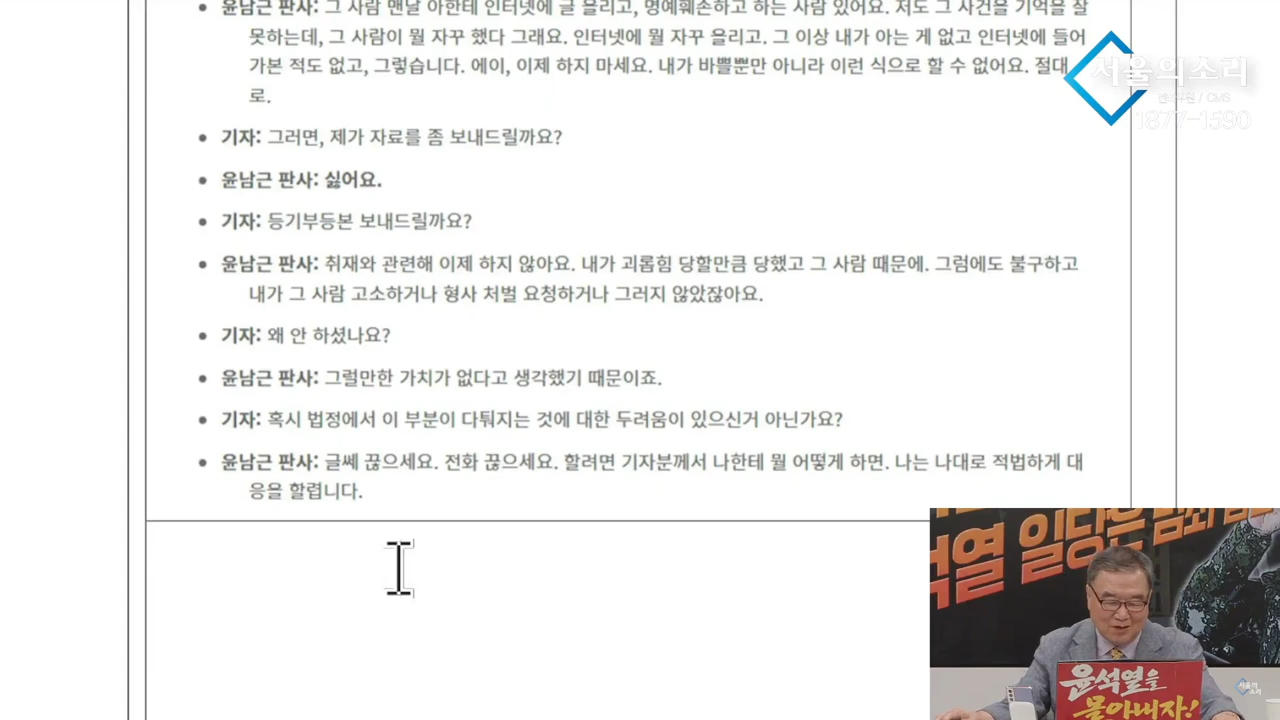 윤남근 판사: 그 사람 맨날 아한테 인터넷에 글 올리고, 명예훼손하고 하는 사람 있어요. 저도 그 사건을 기억을 잘
못하는데, 그 사람이 뭘 자꾸 했다 그래요. 인터넷에 뭘 자꾸 올리고. 그 이상 내가 아는 게 없고 인터넷에 들어
가본 적도 없고, 그렇습니다. 에이, 이제 하지 마세요. 내가 바쁠뿐만 아니라 이런 식으로 할 수 없어요. 절대
로.
서울의소리
/ CMS
1877-1590
기자: 그러면, 제가 자료를 좀 보내드릴까요?
윤남근 판사: 싫어요.
기자: 등기부등본 보내드릴까요?
윤남근 판사: 취재와 관련해 이제 하지 않아요. 내가 괴롭힘 당할만큼 당했고 그 사람 때문에. 그럼에도 불구하고
내가 그 사람 고소하거나 형사 처벌 요청하거나 그러지 않았잖아요.
기자: 왜 안 하셨나요?
윤남근 판사: 그럴만한 가치가 없다고 생각했기 때문이죠.
기자: 혹시 법정에서 이 부분이 다퉈지는 것에 대한 두려움이 있으신거 아닌가요?
윤남근 판사: 글쎄 끊으세요. 전화 끊으세요. 할려면 기자분께서 나한테 뭘 어떻게 하면. 나는 나대로 적법하게 대
응을 할렵니다.
석열 일당은
서울의
소리
윤석열을
몰아내자!